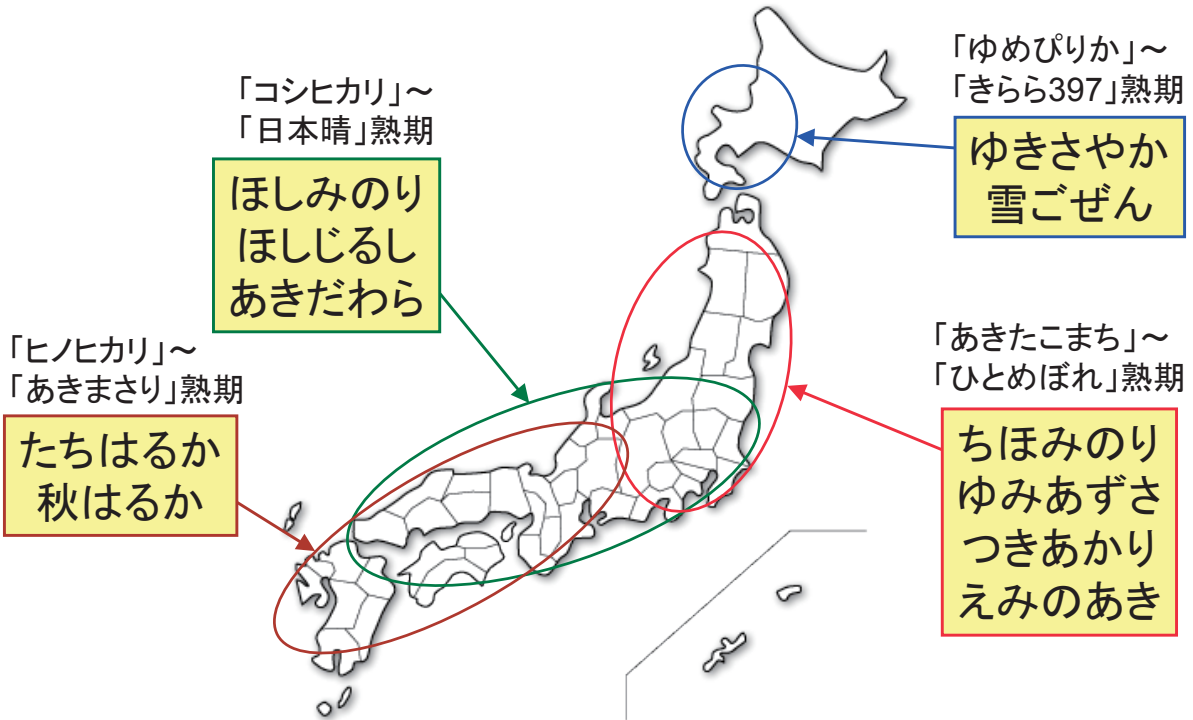 「ゆめぴりか」～
「きらら397」熟期
ゆきさやか
雪ごぜん
「コシヒカリ」～
「日本晴」熟期
ほしみのり
ほしじるし
あきだわら
「ヒノヒカリ」～
「あきまさり」熟期
たちはるか
秋はるか
「あきたこまち」～
「ひとめぼれ」熟期
ちほみのり
ゆみあずさ
つきあかり
えみのあき